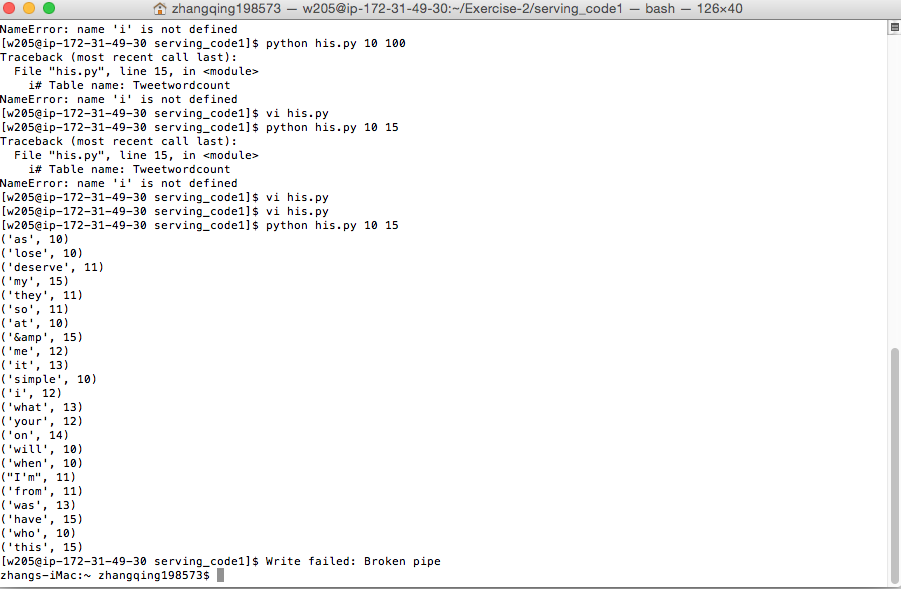 zhangqing198573 — w205@ip-172-31-49-30:~/Exercise-2/serving_code1 — bash — 126×40
NameError: name 'i' is not defined
[w205@ip-172-31-49-30 serving_code1]$ python his.py 10 100
Traceback (most recent call last):
  File "his.py", line 15, in <module>
    i# Table name: Tweetwordcount
NameError: name 'i' is not defined
[w205@ip-172-31-49-30 serving_code1]$ vi his.py
[w205@ip-172-31-49-30 serving_code1]$ python his.py 10 15
Traceback (most recent call last):
  File "his.py", line 15, in <module>
    i# Table name: Tweetwordcount
NameError: name 'i' is not defined
[w205@ip-172-31-49-30 serving_code1]$ vi his.py
[w205@ip-172-31-49-30 serving_code1]$ vi his.py
[w205@ip-172-31-49-30 serving_code1]$ python his.py 10 15
('as', 10)
('lose', 10)
('deserve', 11)
('my', 15)
('they', 11)
('so', 11)
('at', 10)
('&amp', 15)
('me', 12)
('it', 13)
('simple', 10)
('i', 12)
('what', 13)
('your', 12)
('on', 14)
('will', 10)
('when', 10)
("I'm", 11)
('from', 11)
('was', 13)
('have', 15)
('who', 10)
('this', 15)
[w205@ip-172-31-49-30 serving_code1]$ Write failed: Broken pipe
zhangs-iMac:~ zhangqing198573$